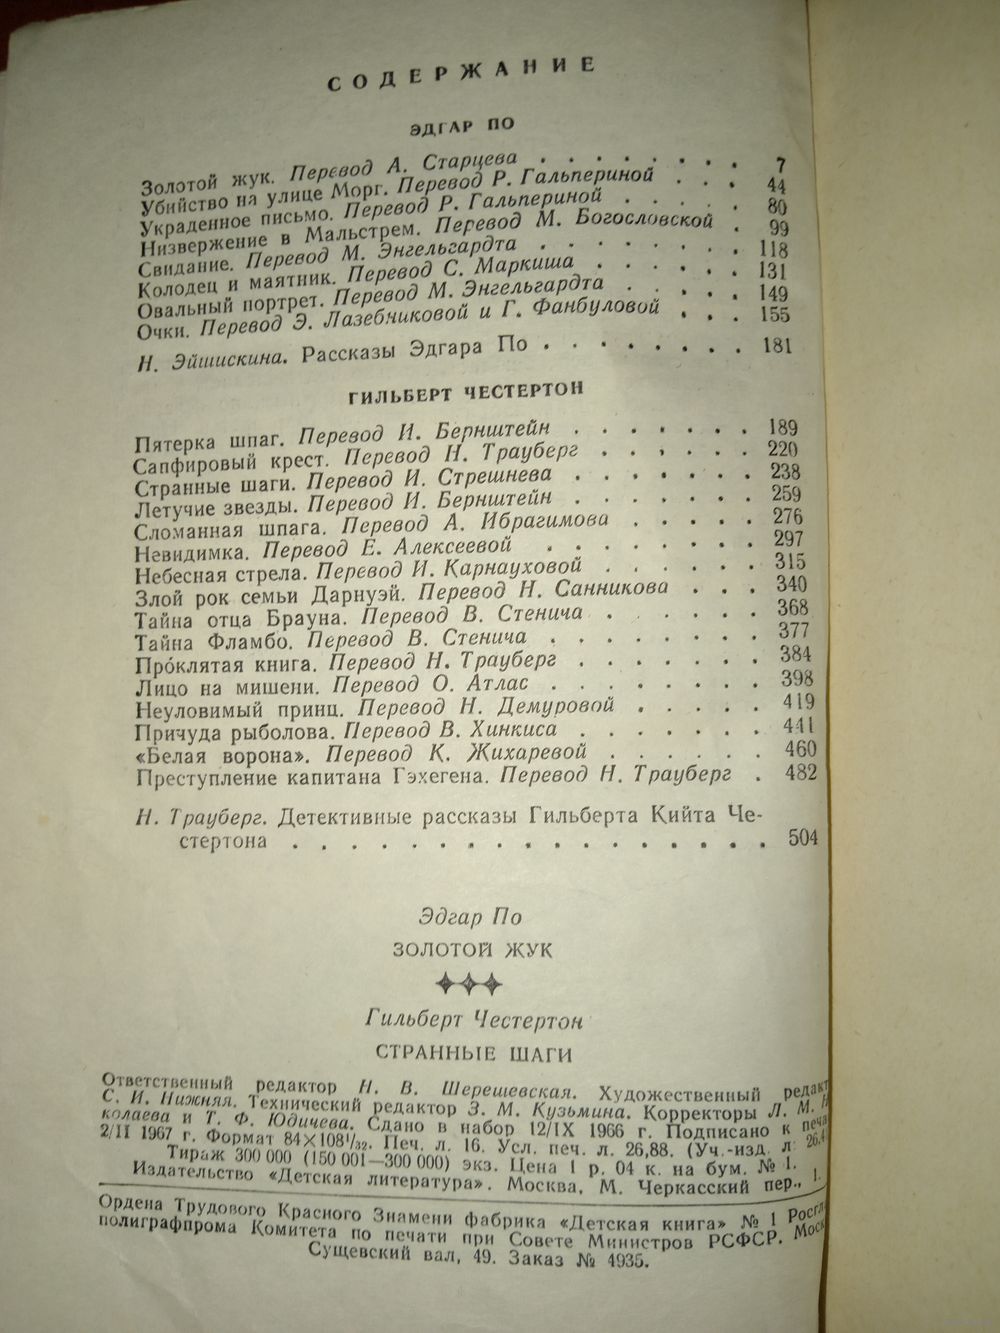 СОДЕРЖАНИЕ
ЭДГАР ПО
Золотой жук. Перевод А. Старцева . . . . . . . . 7
Убийство на улице Морг. Перевод Р. Гальпериной . . . 44
Украденное письмо. Перевод Р. Гальпериной . . . . . 80
Низвержение в Мальстрем. Перевод М. Богословской . 99
Свидание. Перевод М. Энгельгардта . . . . . . . . 118
Колодец и маятник. Перевод С. Маркиша . . . . . . 131
Овальный портрет. Перевод М. Энгельгардта . . . . . 149
Очки. Перевод Э. Лазебниковой и Г. Фанбуловой . . . 155
Н. Эйшискина. Рассказы Эдгара По . . . . . . . . 181
ГИЛЬБЕРТ ЧЕСТЕРТОН
Пятерка шпаг. Перевод И. Бернштейн . . . . . . . 189
Сапфировый крест. Перевод Н. Трауберг . . . . . . 220
Странные шаги. Перевод И. Стрешнева . . . . . . . 238
Летучие звезды. Перевод И. Бернштейн . . . . . . . 259
Сломанная шпага. Перевод А. Ибрагимова . . . . . 276
Невидимка. Перевод Е. Алексеевой . . . . . . . . 297
Небесная стрела. Перевод И. Карнауховой . . . . . . 315
Злой рок семьи Дарнуэй. Перевод Н. Санникова . . . 340
Тайна отца Брауна. Перевод В. Стенича . . . . . . 368
Тайна Фламбо. Перевод В. Стенича . . . . . . . . 377
Проклятая книга. Перевод Н. Трауберг . . . . . . . 384
Лицо на мишени. Перевод О. Атлас . . . . . . . . 398
Неуловимый принц. Перевод Н. Демуровой . . . . . 419
Причуда рыболова. Перевод В. Хинкиса . . . . . . . 441
«Белая ворона». Перевод К. Жихаревой . . . . . . 460
Преступление капитана Гэхегена. Перевод Н. Трауберг . 482
Н. Трауберг. Детективные рассказы Гильберта Кийта Че-
стертона . . . . . . . . . . . . . . . . . 504
Эдгар По
ЗОЛОТОЙ ЖУК
Гильберт Честертон
СТРАННЫЕ ШАГИ
Ответственный редактор Н. В. Шерешевская. Художественный редакт
С. И. Нижняя. Технический редактор З. М. Кузьмина. Корректоры Л. М. Н
колаева и Т. Ф. Юдичева. Сдано в набор 12/IX 1966 г. Подписано к печа
2/II 1967 г. Формат 84×108¹/₃₂. Печ. л. 16. Усл. печ. л. 26,88. (Уч.-изд. л. 26,4
Тираж 300 000 (150 001—300 000) экз. Цена 1 р. 04 к. на бум. № 1.
Издательство «Детская литература». Москва, М. Черкасский пер., 1.
Ордена Трудового Красного Знамени фабрика «Детская книга» № 1 Росгл
полиграфпрома Комитета по печати при Совете Министров РСФСР. Моск
Сущевский вал, 49. Заказ № 4935.